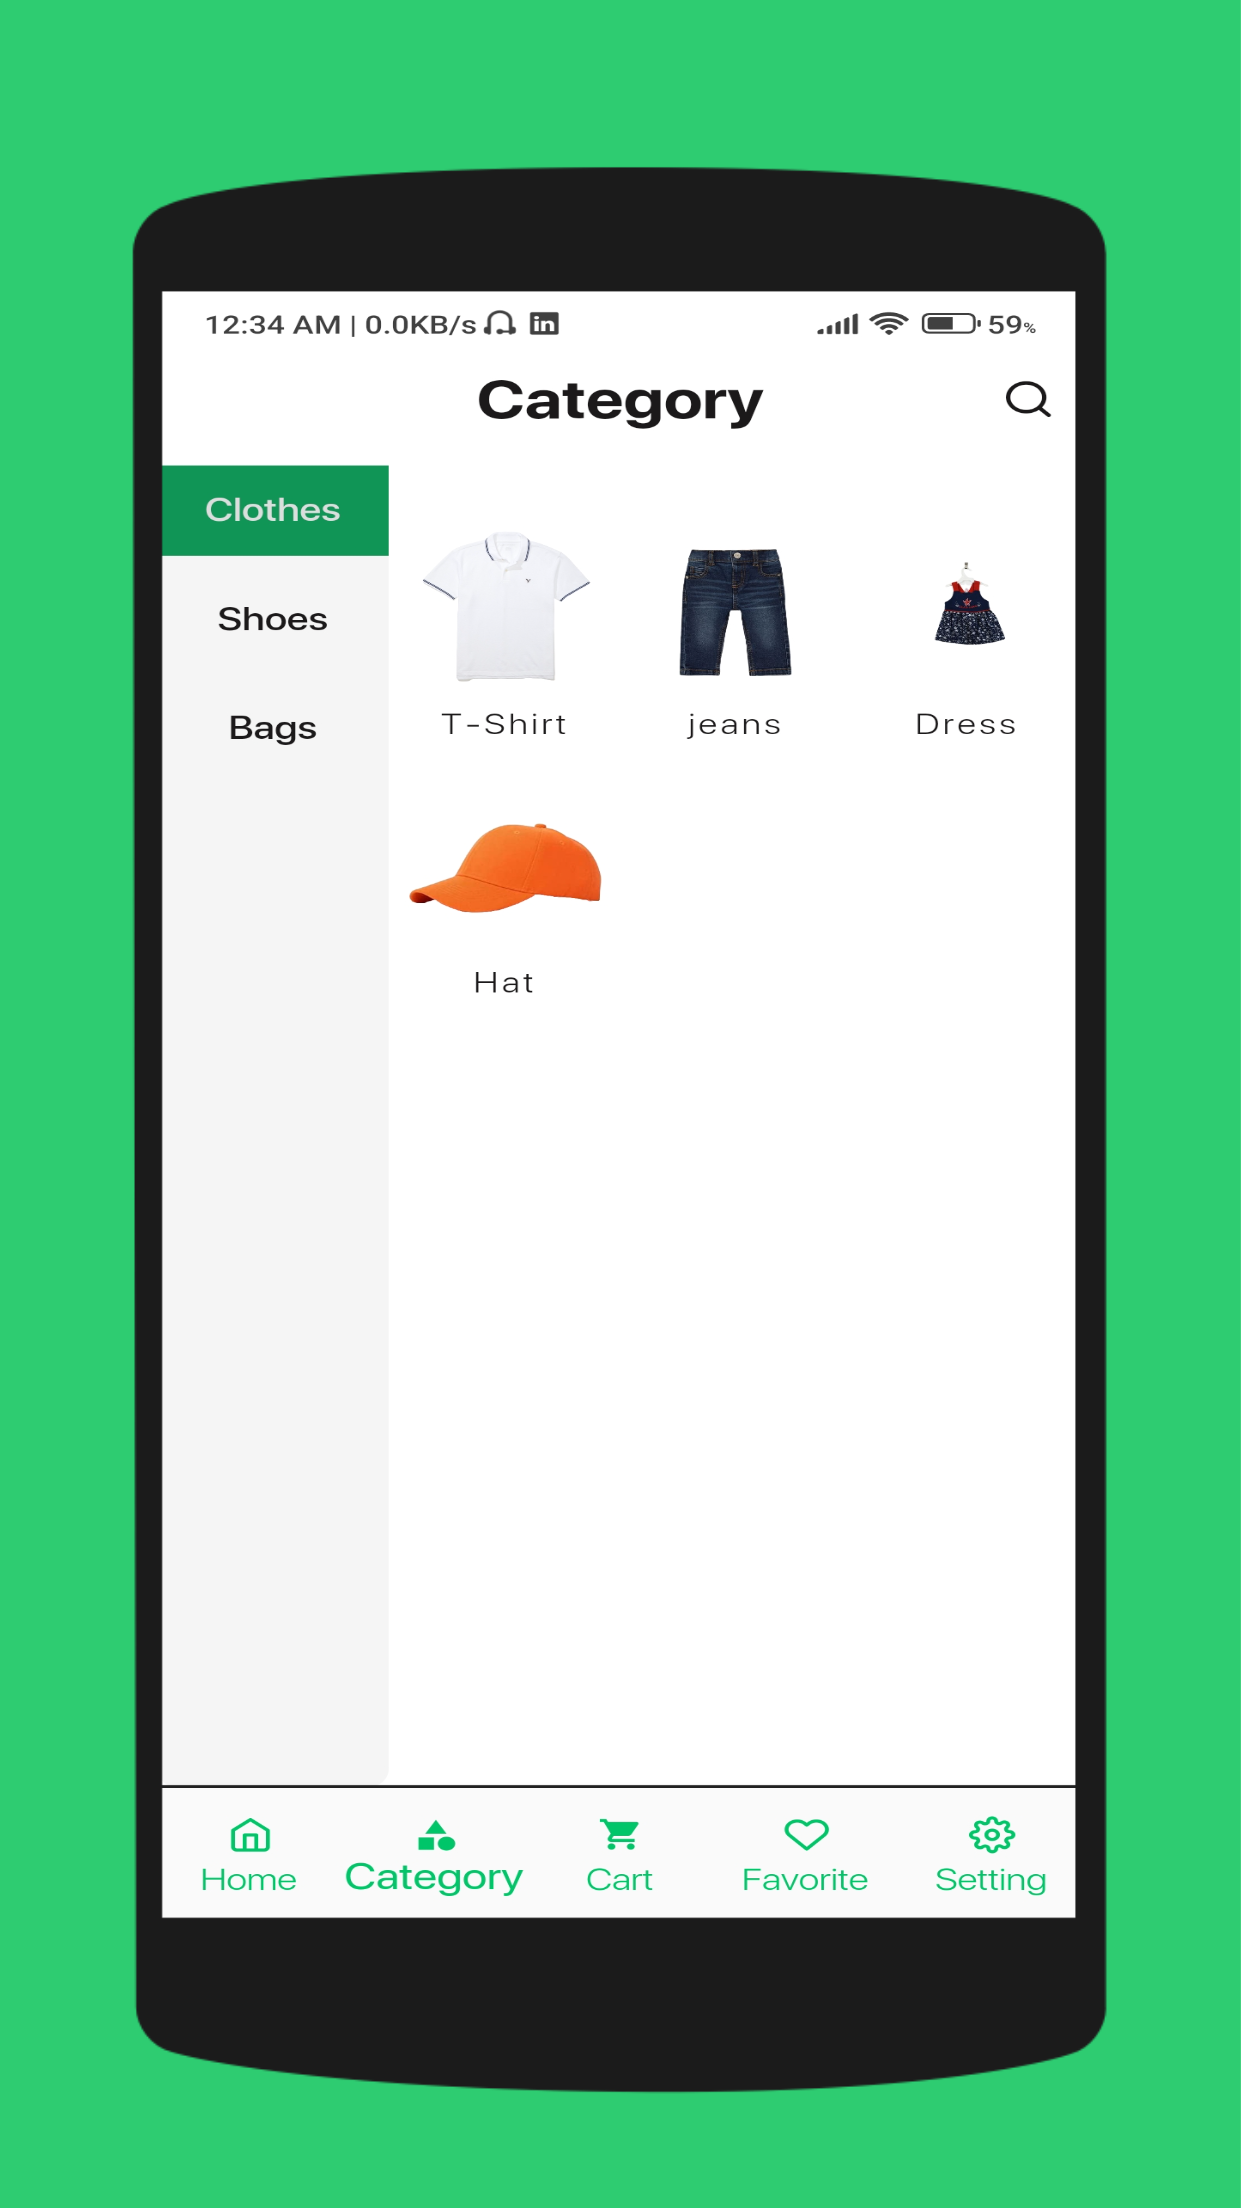 12:34 AM | 0.0KB/s in 59%
Category
Clothes
Shoes
Bags
T-Shirt jeans Dress
Hat
Home Category Cart Favorite Setting